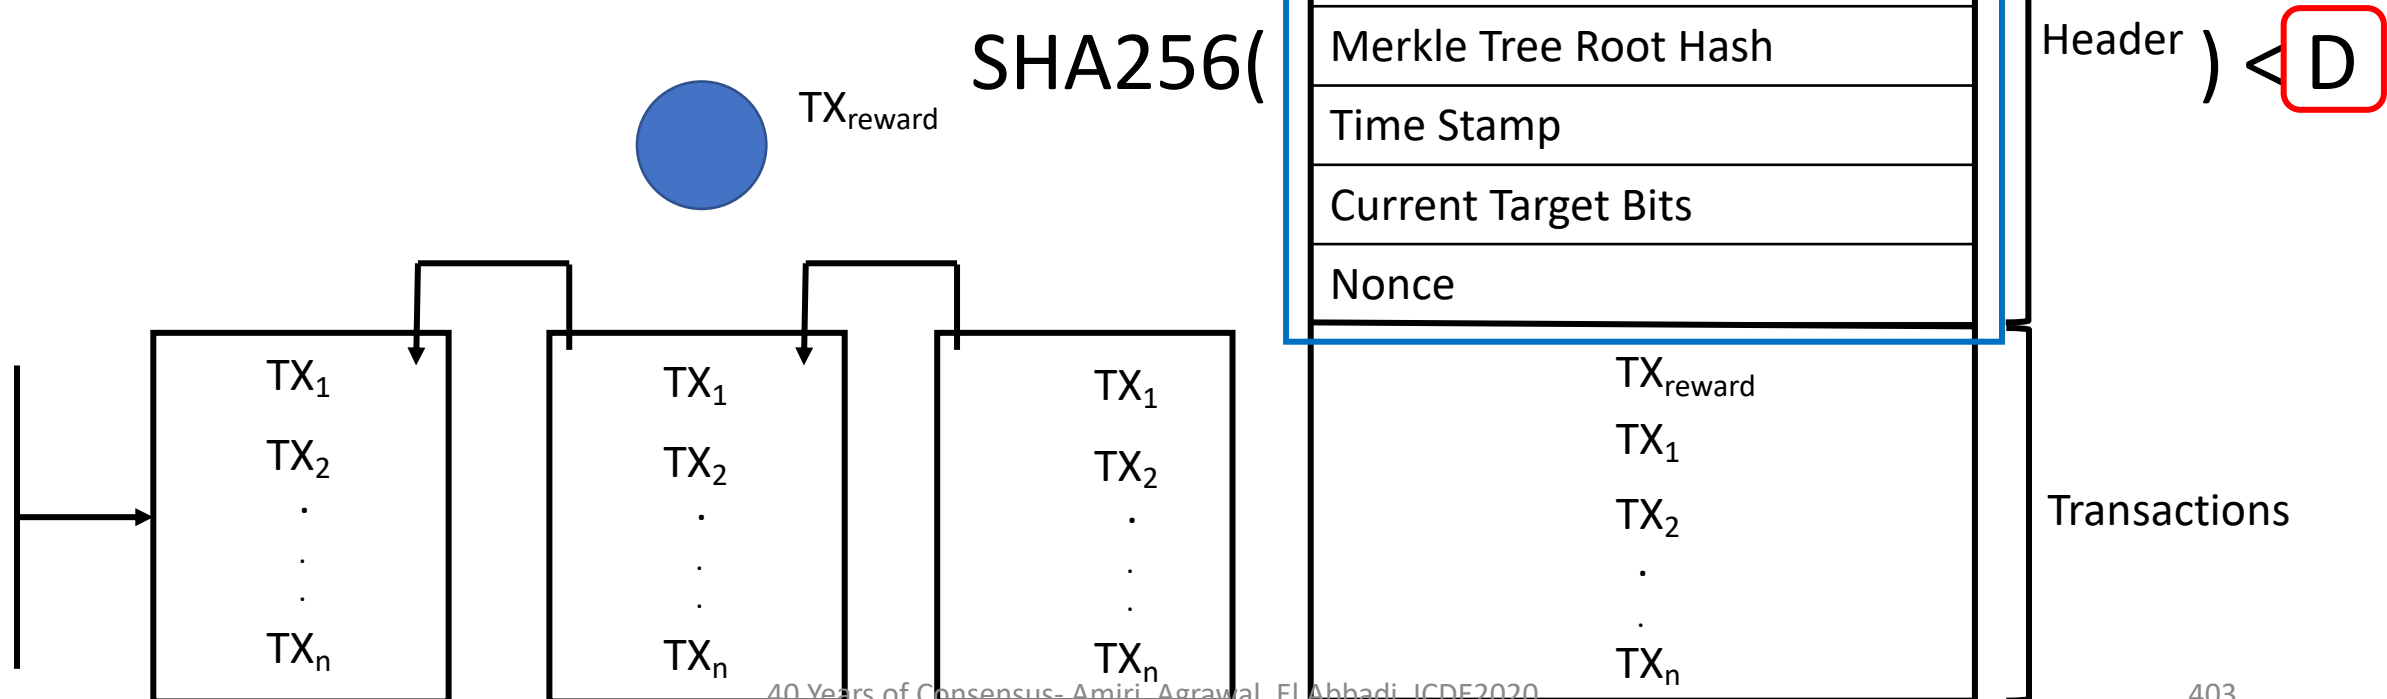 SHA256(
Merkle Tree Root Hash
Time Stamp
Current Target Bits
Nonce
Header
) < D
TXreward
TX1
TX2
.
.
.
TXn
TX1
TX2
.
.
.
TXn
TX1
TX2
.
.
.
TXn
TXreward
TX1
TX2
.
.
TXn
Transactions
40 Years of Consensus- Amiri, Agrawal, El Abbadi, ICDE2020
403